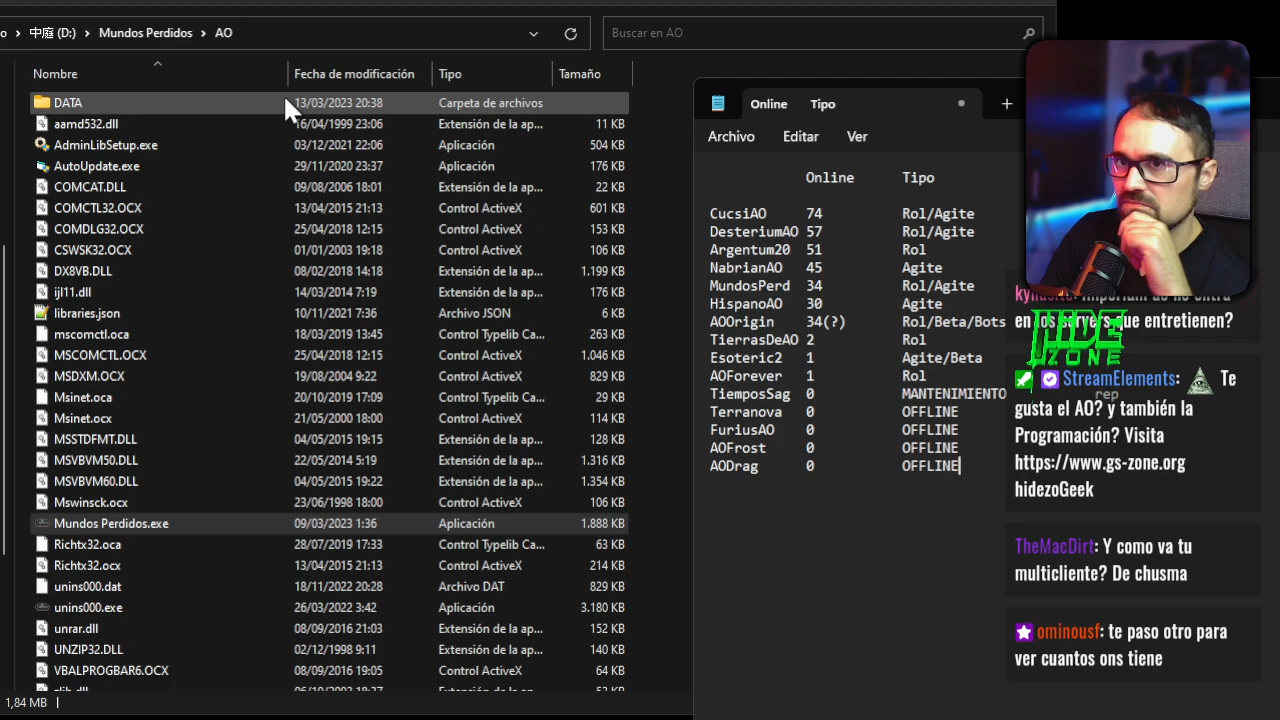 o › 中庭 (D:) › Mundos Perdidos › AO
Buscar en AO
Nombre Fecha de modificación Tipo Tamaño
DATA 13/03/2023 20:38 Carpeta de archivos
aamd532.dll 16/04/1999 23:06 Extensión de la ap... 11 KB
AdminLibSetup.exe 03/12/2021 22:06 Aplicación 504 KB
AutoUpdate.exe 29/11/2020 23:37 Aplicación 176 KB
COMCAT.DLL 09/08/2006 18:01 Extensión de la ap... 22 KB
COMCTL32.OCX 13/04/2015 21:13 Control ActiveX 601 KB
COMDLG32.OCX 25/04/2018 12:15 Control ActiveX 153 KB
CSWSK32.OCX 01/01/2003 19:18 Control ActiveX 106 KB
DX8VB.DLL 08/02/2018 14:18 Extensión de la ap... 1.199 KB
ijl11.dll 14/03/2014 7:19 Extensión de la ap... 176 KB
libraries.json 10/11/2021 7:36 Archivo JSON 6 KB
mscomctl.oca 18/03/2019 13:45 Control Typelib Ca... 263 KB
MSCOMCTL.OCX 25/04/2018 12:15 Control ActiveX 1.046 KB
MSDXM.OCX 19/08/2004 9:22 Control ActiveX 829 KB
Msinet.oca 20/10/2019 17:09 Control Typelib Ca... 29 KB
Msinet.ocx 21/05/2000 18:00 Control ActiveX 114 KB
MSSTDFMT.DLL 04/05/2015 19:15 Extensión de la ap... 128 KB
MSVBVM50.DLL 22/05/2014 5:19 Extensión de la ap... 1.316 KB
MSVBVM60.DLL 04/05/2015 19:22 Extensión de la ap... 1.354 KB
Mswinsck.ocx 23/06/1998 18:00 Control ActiveX 106 KB
Mundos Perdidos.exe 09/03/2023 1:36 Aplicación 1.888 KB
Richtx32.oca 28/07/2019 17:33 Control Typelib Ca... 63 KB
Richtx32.ocx 13/04/2015 21:13 Control ActiveX 214 KB
unins000.dat 18/11/2022 20:28 Archivo DAT 829 KB
unins000.exe 26/03/2022 3:42 Aplicación 3.180 KB
unrar.dll 08/09/2016 21:03 Extensión de la ap... 152 KB
UNZIP32.DLL 02/12/1998 9:11 Extensión de la ap... 140 KB
VBALPROGBAR6.OCX 08/09/2016 19:05 Control ActiveX 64 KB
1,84 MB
Online Tipo
Archivo Editar Ver
Online Tipo
CucsiAO 74 Rol/Agite
DesteriumAO 57 Rol/Agite
Argentum20 51 Rol
NabrianAO 45 Agite
MundosPerd 34 Rol/Agite
HispanoAO 30 Agite
AOOrigin 34(?) Rol/Beta/Bots
TierrasDeAO 2 Rol
Esoteric2 1 Agite/Beta
AOForever 1 Rol
TiemposSag 0 MANTENIMIENTO
Terranova 0 OFFLINE
FuriusAO 0 OFFLINE
AOFrost 0 OFFLINE
AODrag 0 OFFLINE
en los servers que entretienen?
HIDE
ZONE
StreamElements: Te
rep
gusta el AO? y también la
Programación? Visita
https://www.gs-zone.org
hidezoGeek
TheMacDirt: Y como va tu
multicliente? De chusma
ominousf: te paso otro para
ver cuantos ons tiene